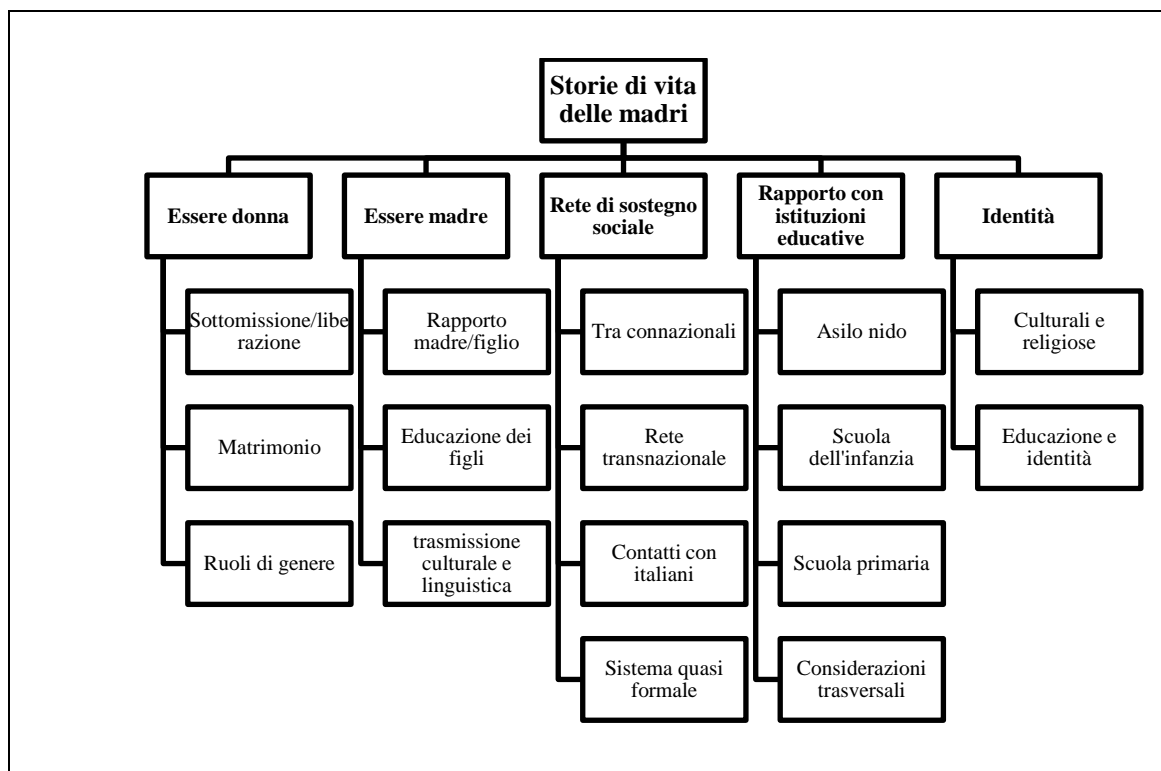 Storie di vita
delle madri
Essere donna
Sottomissione/libe
razione
Matrimonio
Ruoli di genere
Essere madre
Rapporto
madre/figlio
Educazione dei
figli
trasmissione
culturale e
linguistica
Rete di sostegno
sociale
Tra connazionali
Rete
transnazionale
Contatti con
italiani
Sistema quasi
formale
Rapporto con
istituzioni
educative
Asilo nido
Scuola
dell'infanzia
Scuola primaria
Considerazioni
trasversali
Identità
Culturali e
religiose
Educazione e
identità